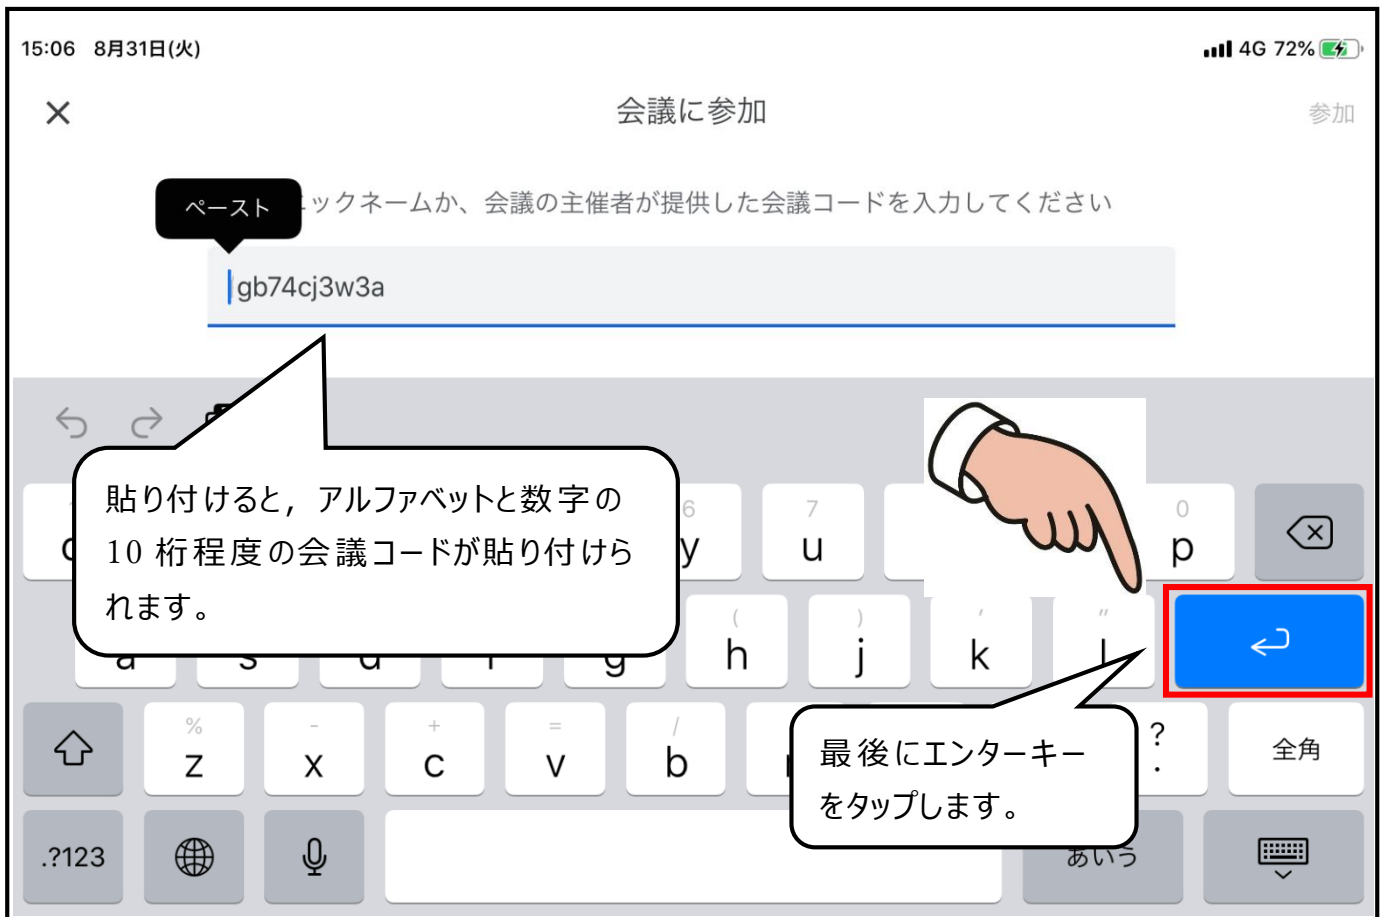 15:06 8月31日(火)
4G 72%
会議に参加
参加
ペースト
ックネームか、会議の主催者が提供した会議コードを入力してください
gb74cj3w3a
貼り付けると, アルファベットと数字の
10 桁程度の会議コードが貼り付けら
れます。
6 7 0
y u p
( ) ' "
a s d g h j k l
% - + = /
z x c v b
? .
全角
最後にエンターキー
をタップします。
.?123
あいう